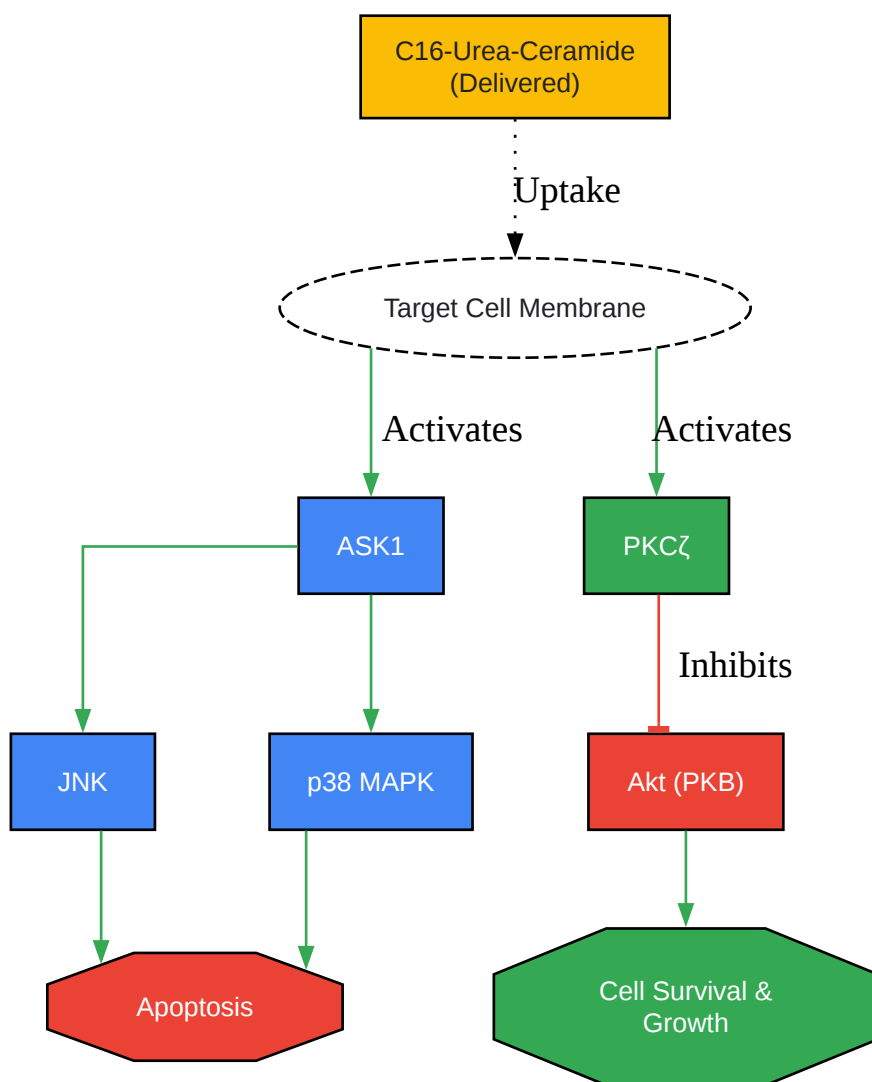 C16-Urea-Ceramide
(Delivered)
Uptake
Target Cell Membrane
Activates
Activates
ASK1
PKCζ
Inhibits
JNK
p38 MAPK
Akt (PKB)
Apoptosis
Cell Survival &
Growth